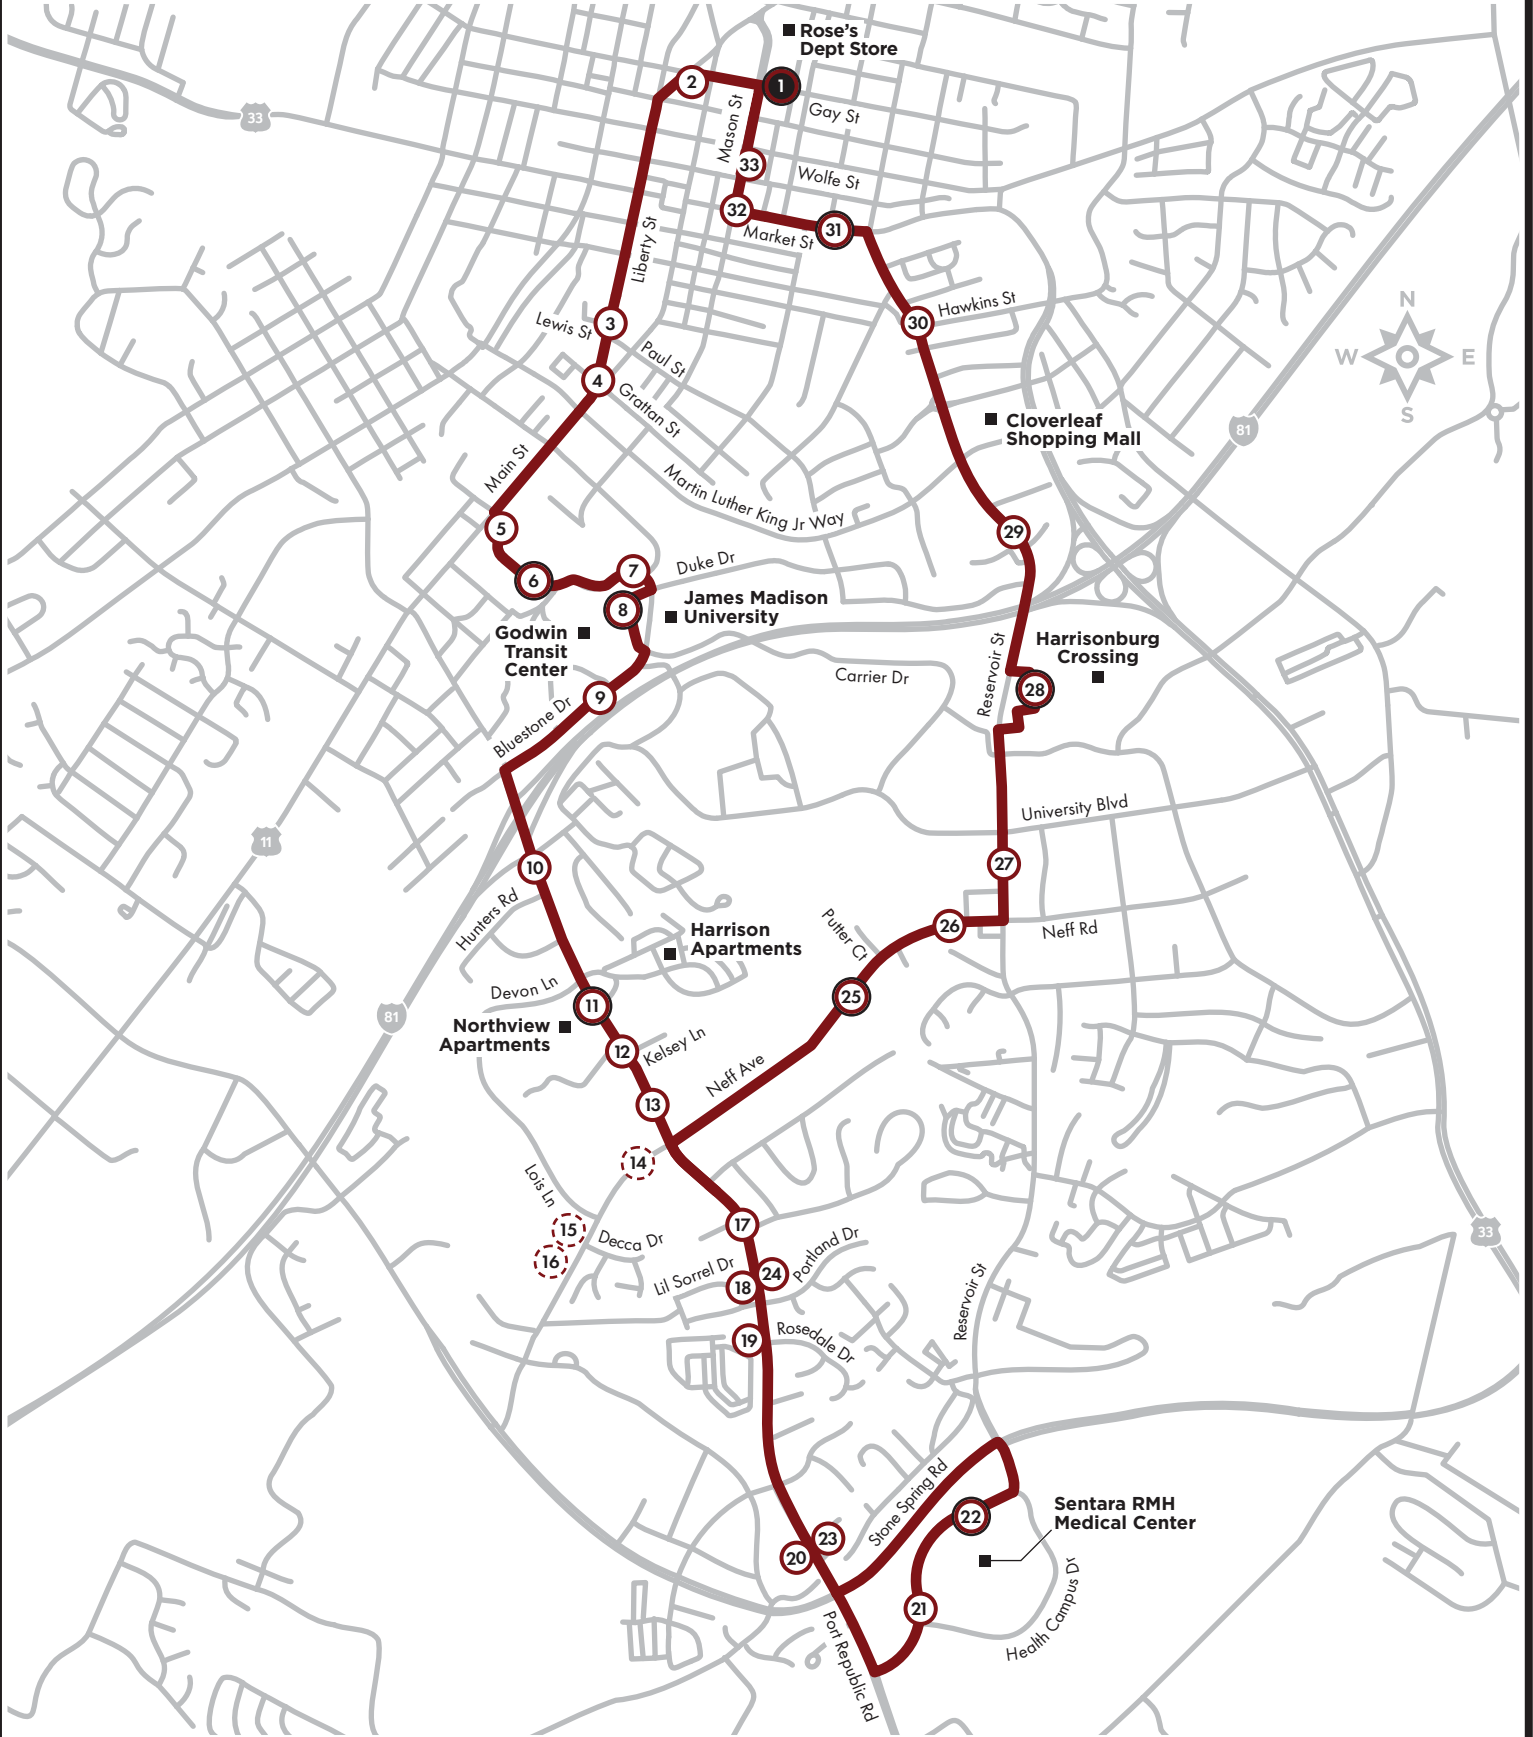 Rose's
Dept Store
2
1
Gay St
Mason St
33
33
Wolfe St
32
31
Market St
Liberty St
Lewis St
3
30
Hawkins St
N
W
E
S
Paul St
4
Grattan St
Cloverleaf
Shopping Mall
81
Main St
Martin Luther King Jr Way
5
29
6
7
Duke Dr
8
James Madison
University
Godwin
Transit
Center
Harrisonburg
Crossing
Reservoir St
Carrier Dr
28
9
Bluestone Dr
University Blvd
11
10
27
Hunters Rd
Putter Ct
26
Neff Rd
Harrison
Apartments
Devon Ln
25
11
81
Northview
Apartments
12
Kelsey Ln
Neff Ave
13
14
Lois Ln
15
16
Decca Dr
17
33
Portland Dr
Lil Sorrel Dr
24
18
Reservoir St
19
Rosedale Dr
Stone Spring Rd
22
Sentara RMH
Medical Center
23
20
21
Health Campus Dr
Port Republic Rd